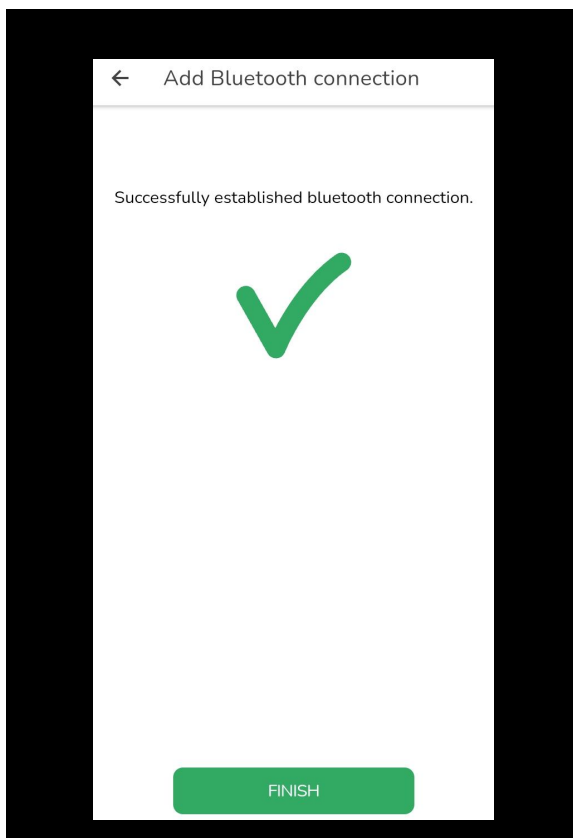 Add Bluetooth connection
Successfully established bluetooth connection.
FINISH